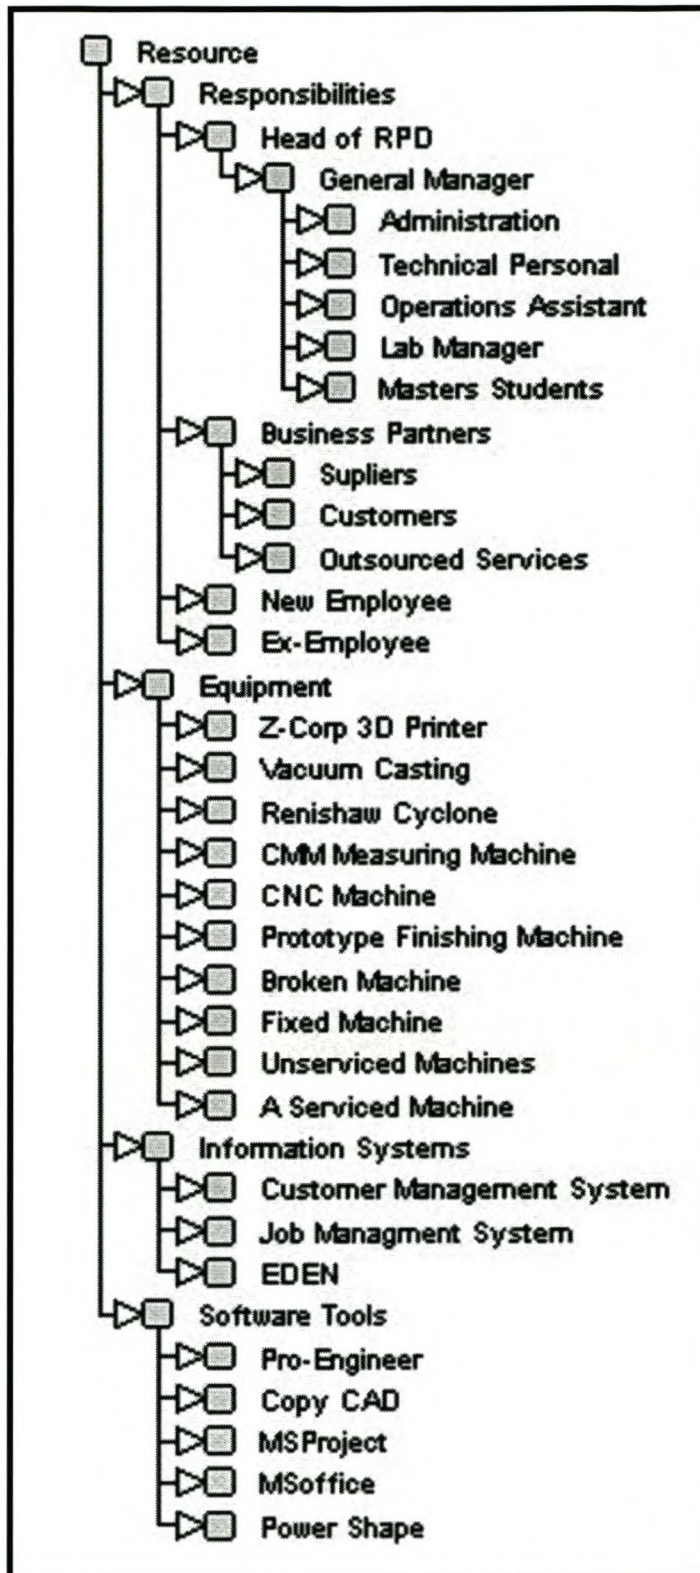 Resource
Responsibilities
Head of RPD
General Manager
Administration
Technical Personal
Operations Assistant
Lab Manager
Masters Students
Business Partners
Supliers
Customers
Outsourced Services
New Employee
Ex-Employee
Equipment
Z-Corp 3D Printer
Vacuum Casting
Renishaw Cyclone
CMM Measuring Machine
CNC Machine
Prototype Finishing Machine
Broken Machine
Fixed Machine
Unserviced Machines
A Serviced Machine
Information Systems
Customer Management System
Job Managment System
EDEN
Software Tools
Pro-Engineer
Copy CAD
MSProject
MSoffice
Power Shape